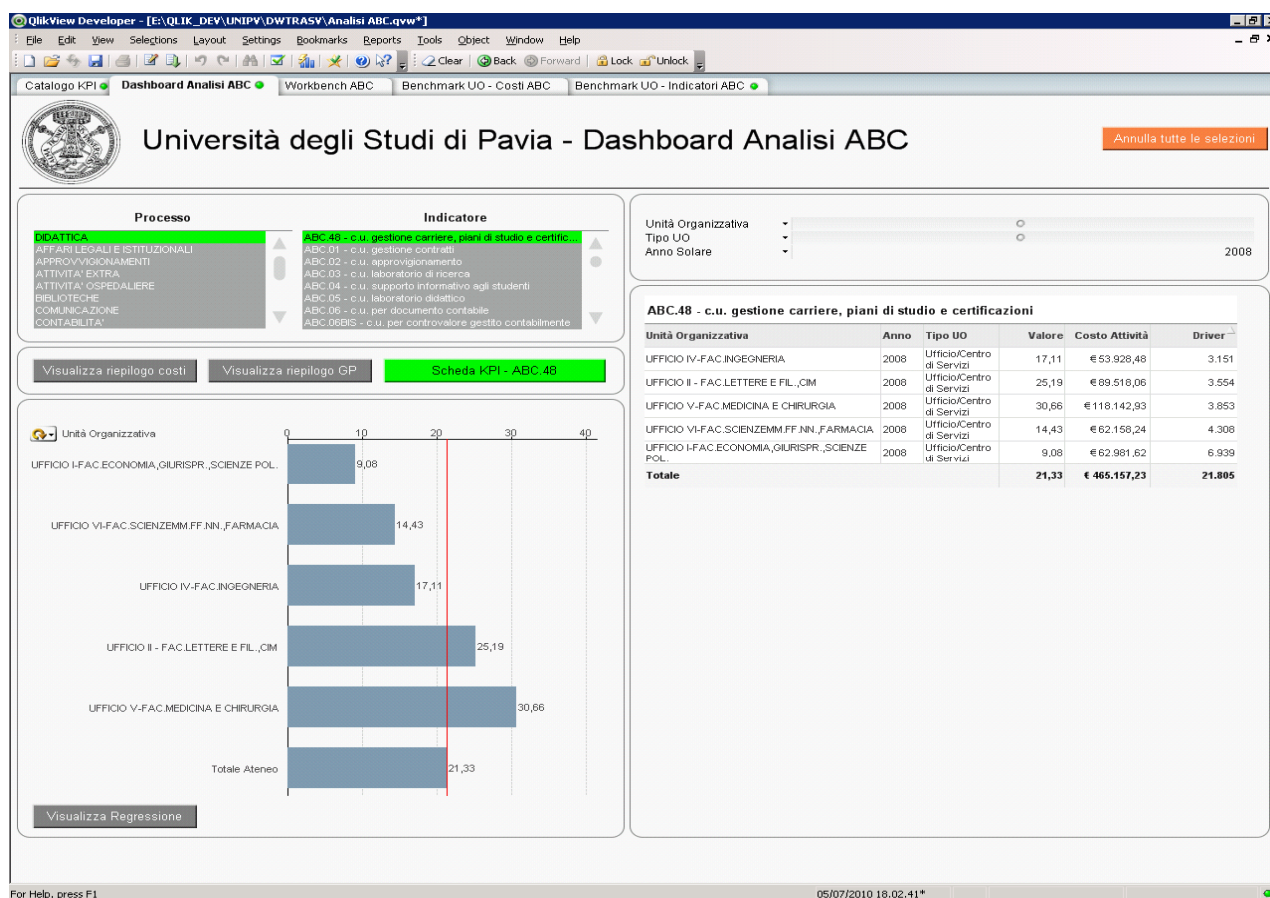 QlikView Developer - [E:\QLIK_DEV\UNIPV\DWTRASV\Analisi ABC.qvw*]
File Edit View Selections Layout Settings Bookmarks Reports Tools Object Window Help
Clear Back Forward Lock Unlock
Catalogo KPI Dashboard Analisi ABC Workbench ABC Benchmark UO - Costi ABC Benchmark UO - Indicatori ABC
Università degli Studi di Pavia - Dashboard Analisi ABC
Annulla tutte le selezioni
Processo
DIDATTICA
AFFARI LEGALI E ISTITUZIONALI
APPROVVIGIONAMENTI
ATTIVITA' EXTRA
ATTIVITA' OSPEDALIERE
BIBLIOTECHE
COMUNICAZIONE
CONTABILITA'
Indicatore
ABC.48 - c.u. gestione carriere, piani di studio e certific...
ABC.01 - c.u. gestione contratti
ABC.02 - c.u. approvigionamento
ABC.03 - c.u. laboratorio di ricerca
ABC.04 - c.u. supporto informativo agli studenti
ABC.05 - c.u. laboratorio didattico
ABC.06 - c.u. per documento contabile
ABC.06BIS - c.u. per controvalore gestito contabilmente
Unità Organizzativa
Tipo UO
Anno Solare 2008
Visualizza riepilogo costi Visualizza riepilogo GP Scheda KPI - ABC.48
Unità Organizzativa
0 10 20 30 40
UFFICIO I-FAC.ECONOMIA,GIURISPR.,SCIENZE POL. 9,08
UFFICIO VI-FAC.SCIENZEMM.FF.NN.,FARMACIA 14,43
UFFICIO IV-FAC.INGEGNERIA 17,11
UFFICIO II - FAC.LETTERE E FIL.,CIM 25,19
UFFICIO V-FAC.MEDICINA E CHIRURGIA 30,66
Totale Ateneo 21,33
Visualizza Regressione
ABC.48 - c.u. gestione carriere, piani di studio e certificazioni
Unità Organizzativa Anno Tipo UO Valore Costo Attività Driver
UFFICIO IV-FAC.INGEGNERIA 2008 Ufficio/Centro di Servizi 17,11 € 53.928,48 3.151
UFFICIO II - FAC.LETTERE E FIL.,CIM 2008 Ufficio/Centro di Servizi 25,19 € 89.518,06 3.554
UFFICIO V-FAC.MEDICINA E CHIRURGIA 2008 Ufficio/Centro di Servizi 30,66 € 118.142,93 3.853
UFFICIO VI-FAC.SCIENZEMM.FF.NN.,FARMACIA 2008 Ufficio/Centro di Servizi 14,43 € 62.158,24 4.308
UFFICIO I-FAC.ECONOMIA,GIURISPR.,SCIENZE POL. 2008 Ufficio/Centro di Servizi 9,08 € 62.981,62 6.939
Totale 21,33 € 465.157,23 21.805
For Help, press F1
05/07/2010 18.02.41*